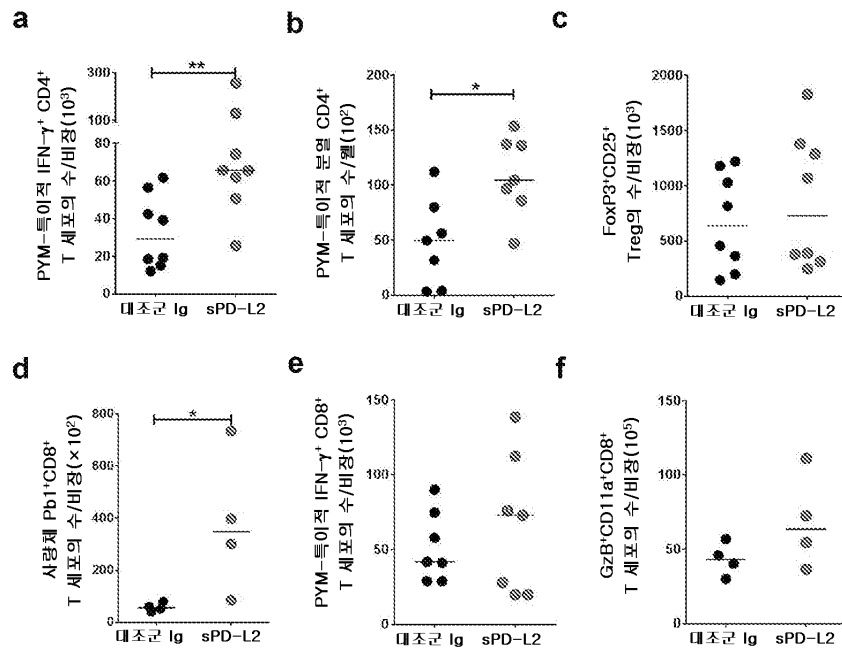 a
PYM-특이적 IFN-γ⁺ CD4⁺
T 세포의 수/비장(10³)
300
200
100
80
60
40
20
0
**
대조군 Ig
sPD-L2
b
PYM-특이적 분열 CD4⁺
T 세포의 수/웰(10²)
200
150
100
50
0
*
대조군 Ig
sPD-L2
c
FoxP3⁺CD25⁺
Treg의 수/비장(10³)
2000
1500
1000
500
0
대조군 Ig
sPD-L2
d
사량체 Pb1⁺CD8⁺
T 세포의 수/비장(×10²)
800
600
400
200
0
*
대조군 Ig
sPD-L2
e
PYM-특이적 IFN-γ⁺ CD8⁺
T 세포의 수/비장(10³)
150
100
50
0
대조군 Ig
sPD-L2
f
GzB⁺CD11a⁺CD8⁺
T 세포의 수/비장(10⁵)
150
100
50
0
대조군 Ig
sPD-L2